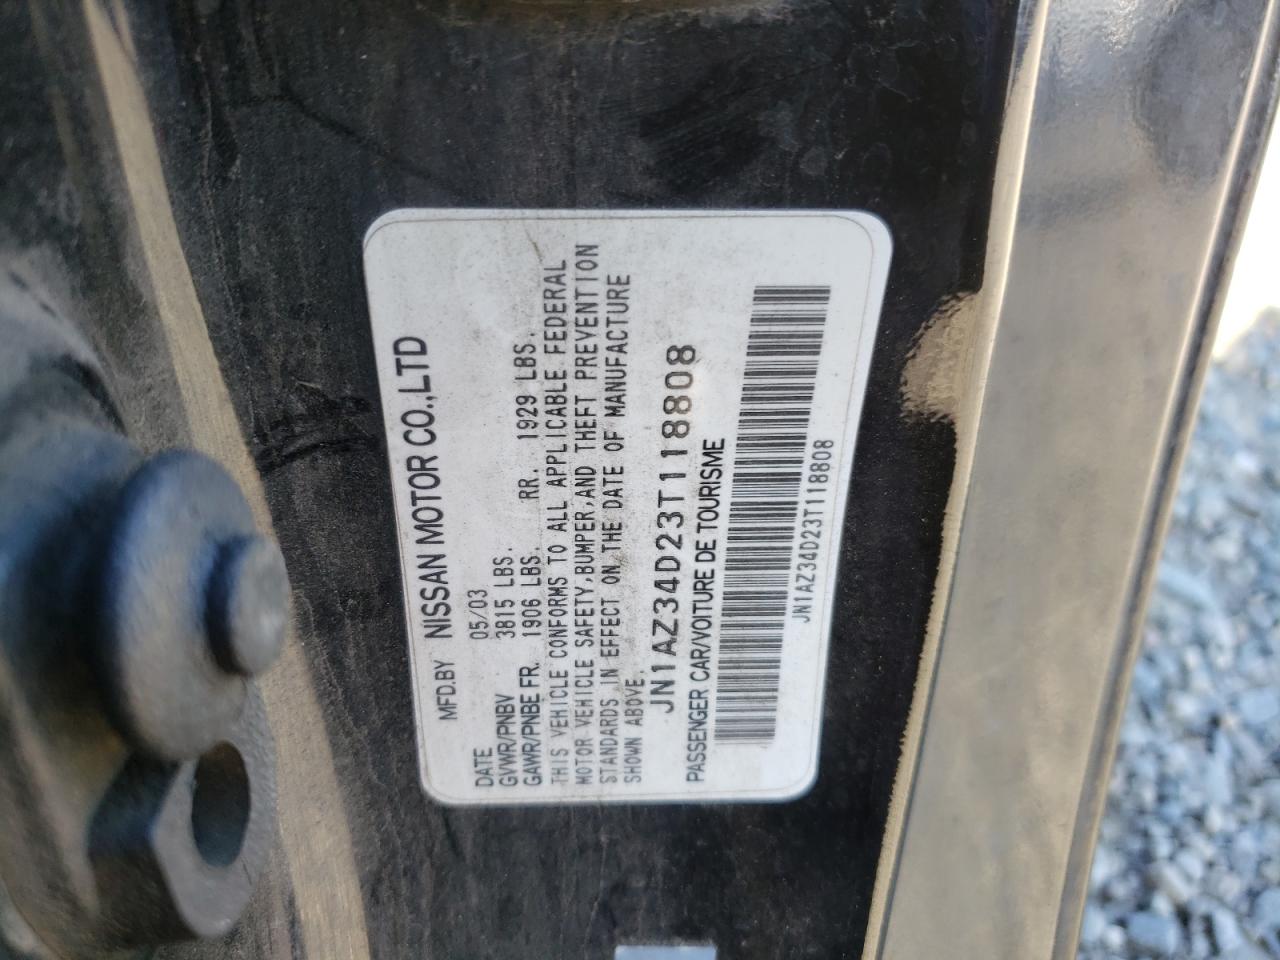 MFD.BY NISSAN MOTOR CO.,LTD
DATE 05/03
GVWR/PNBV 3815 LBS.
GAWR/PNBE FR. 1906 LBS. RR. 1929 LBS.
THIS VEHICLE CONFORMS TO ALL APPLICABLE FEDERAL
MOTOR VEHICLE SAFETY,BUMPER,AND THEFT PREVENTION
STANDARDS IN EFFECT ON THE DATE OF MANUFACTURE
SHOWN ABOVE.
JN1AZ34D23T118808
PASSENGER CAR/VOITURE DE TOURISME
JN1AZ34D23T118808